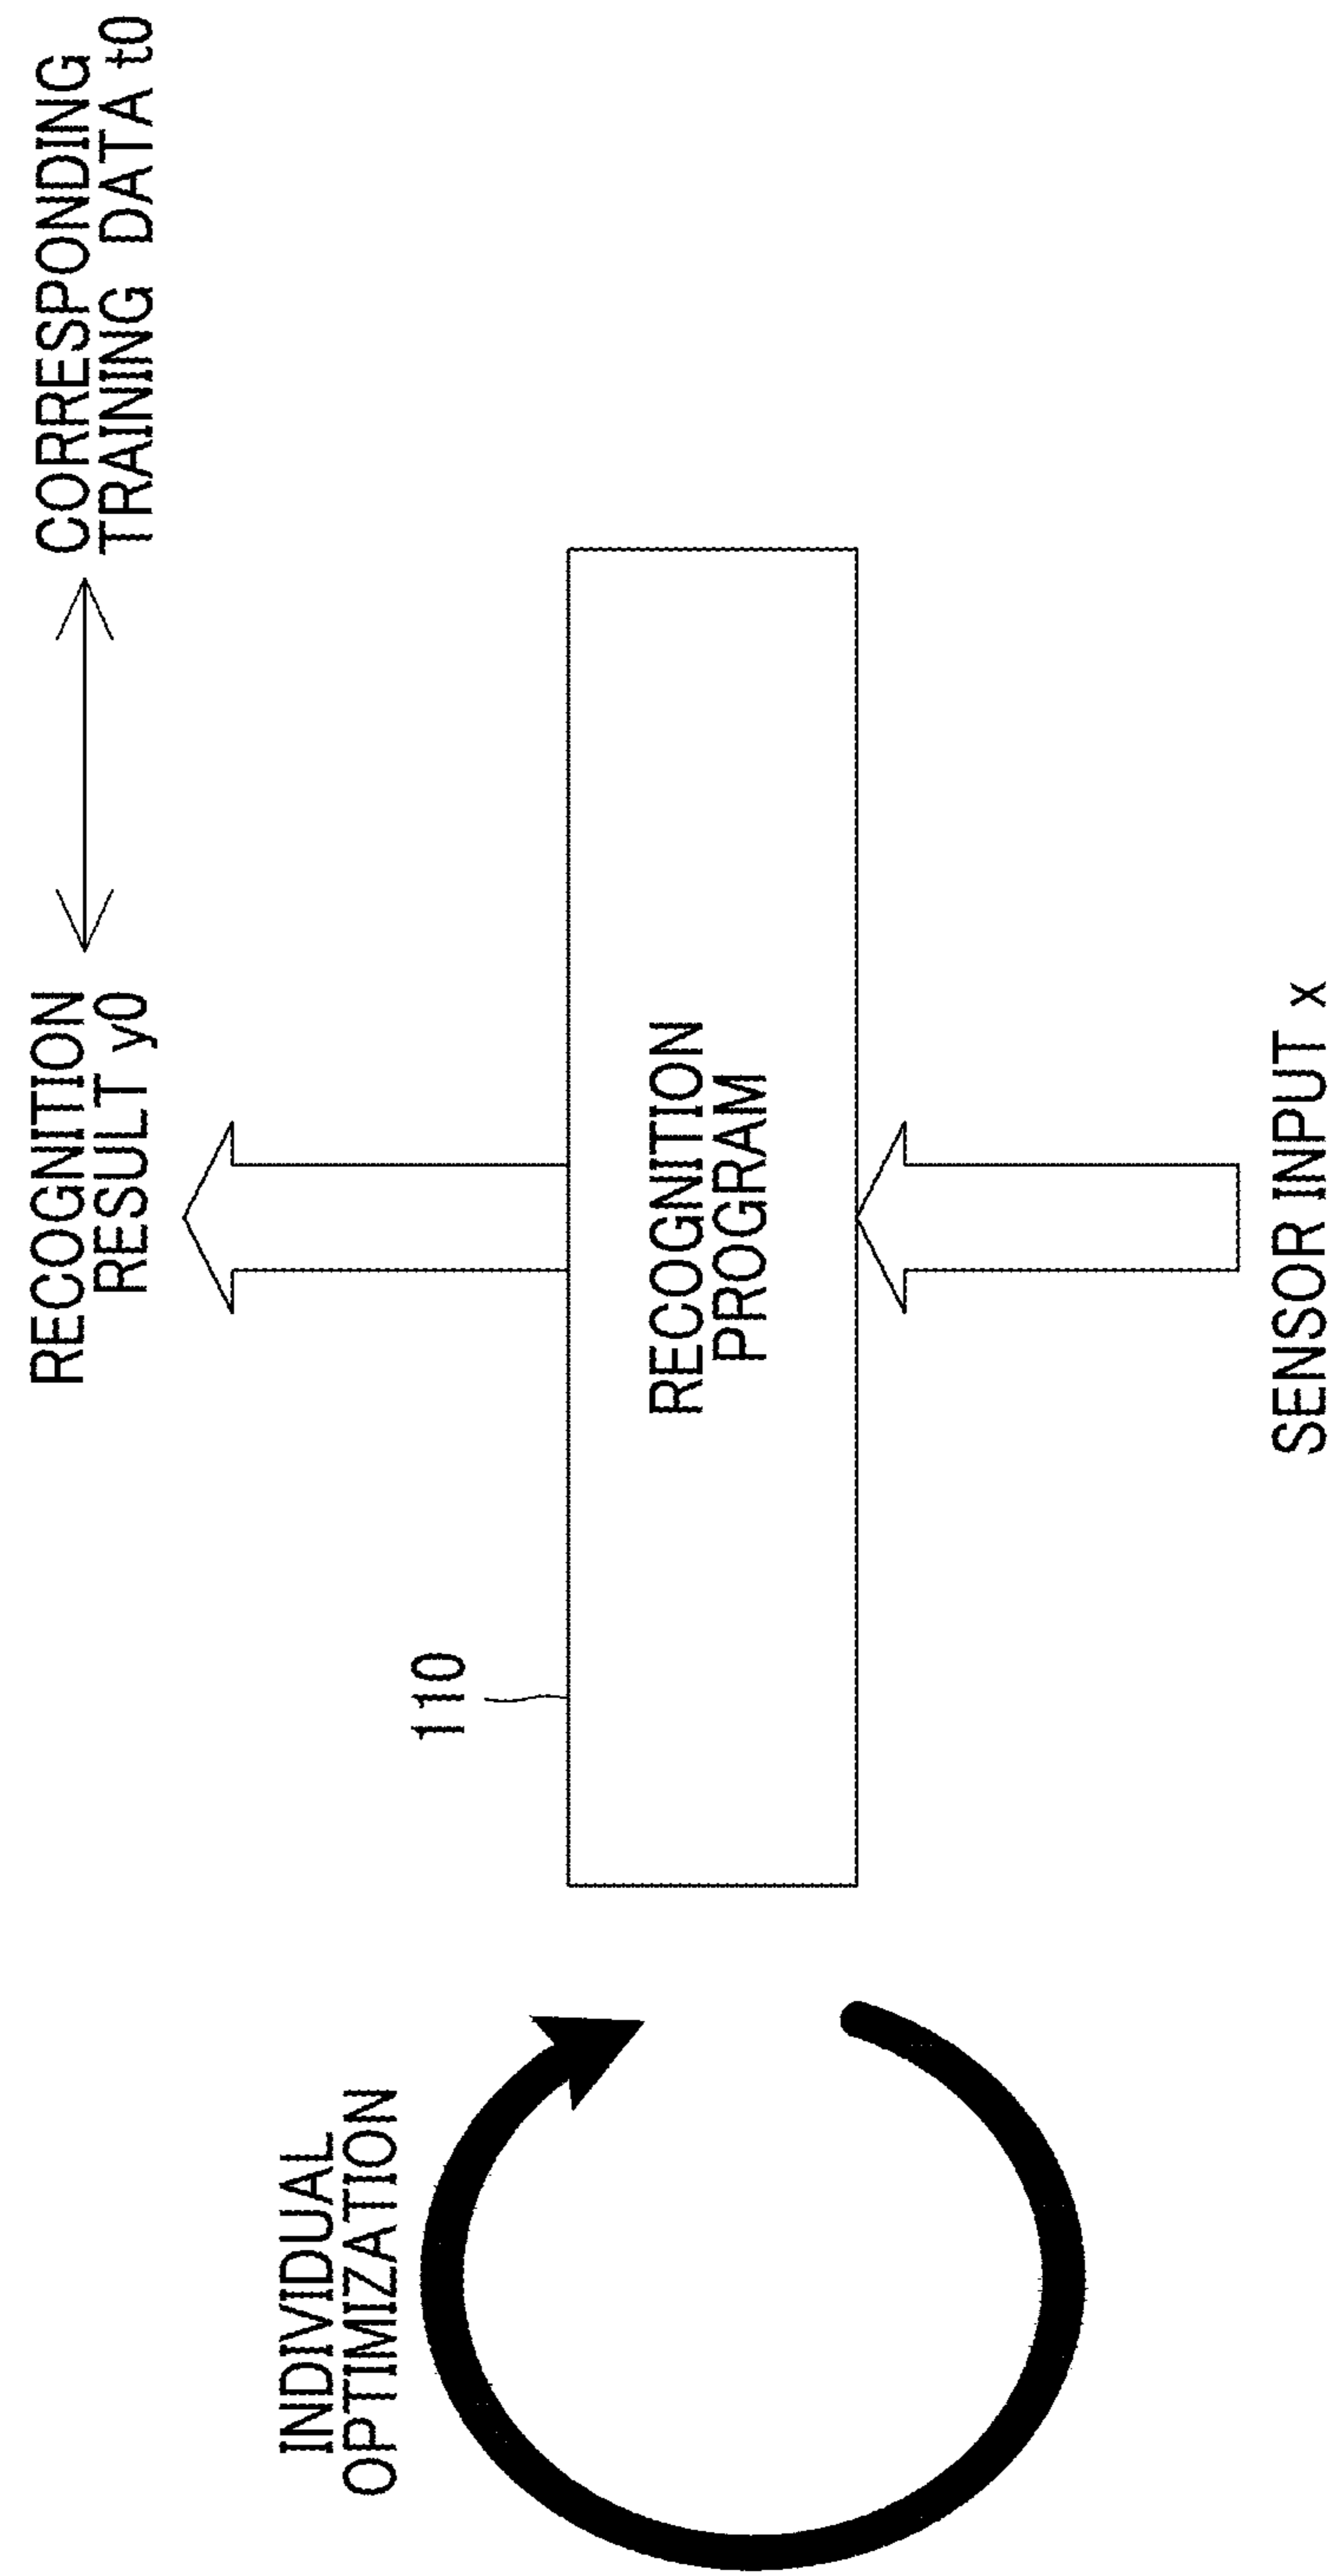 RECOGNITION
RESULT y0
CORRESPONDING
TRAINING DATA t0
INDIVIDUAL
OPTIMIZATION
110
RECOGNITION
PROGRAM
SENSOR INPUT x